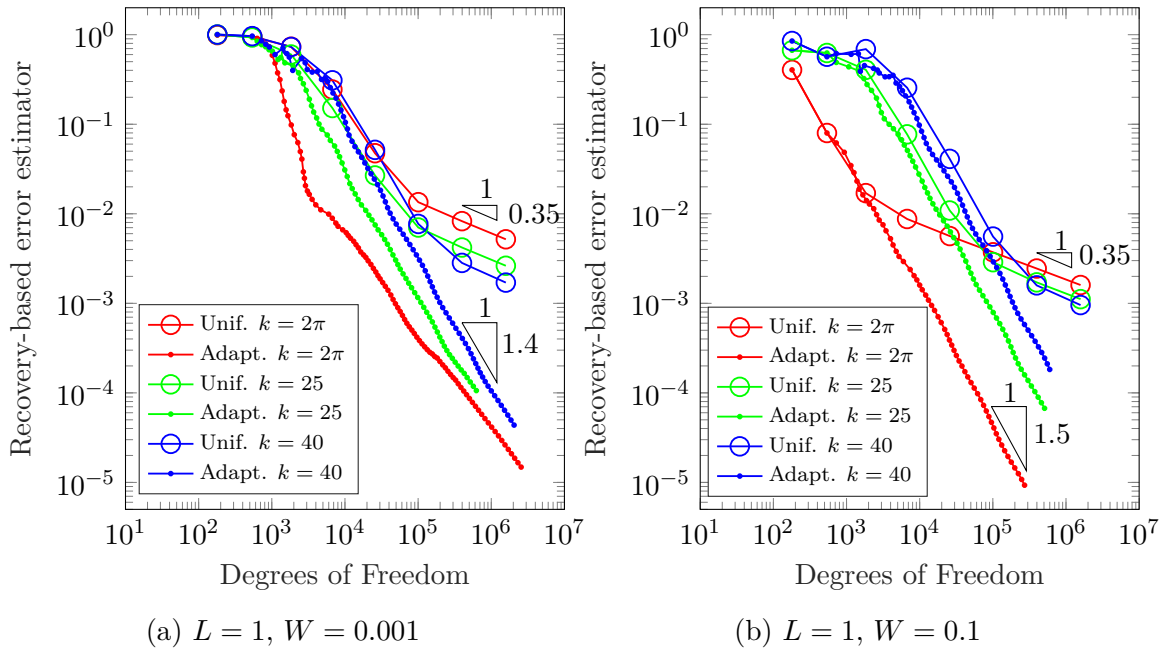 Recovery-based error estimator
10^0
10^−1
10^−2
10^−3
10^−4
10^−5
1
0.35
1
1.4
Unif. k = 2π
Adapt. k = 2π
Unif. k = 25
Adapt. k = 25
Unif. k = 40
Adapt. k = 40
10^1 10^2 10^3 10^4 10^5 10^6 10^7
Degrees of Freedom
(a) L = 1, W = 0.001
Recovery-based error estimator
10^0
10^−1
10^−2
10^−3
10^−4
10^−5
1
0.35
1
1.5
Unif. k = 2π
Adapt. k = 2π
Unif. k = 25
Adapt. k = 25
Unif. k = 40
Adapt. k = 40
10^1 10^2 10^3 10^4 10^5 10^6 10^7
Degrees of Freedom
(b) L = 1, W = 0.1